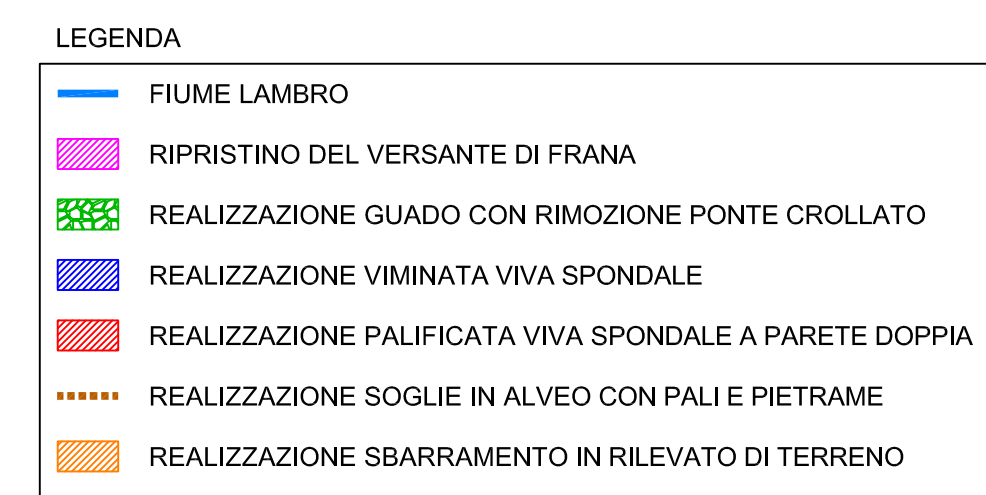 LEGENDA
FIUME LAMBRO
RIPRISTINO DEL VERSANTE DI FRANA
REALIZZAZIONE GUADO CON RIMOZIONE PONTE CROLLATO
REALIZZAZIONE VIMINATA VIVA SPONDALE
REALIZZAZIONE PALIFICATA VIVA SPONDALE A PARETE DOPPIA
REALIZZAZIONE SOGLIE IN ALVEO CON PALI E PIETRAME
REALIZZAZIONE SBARRAMENTO IN RILEVATO DI TERRENO